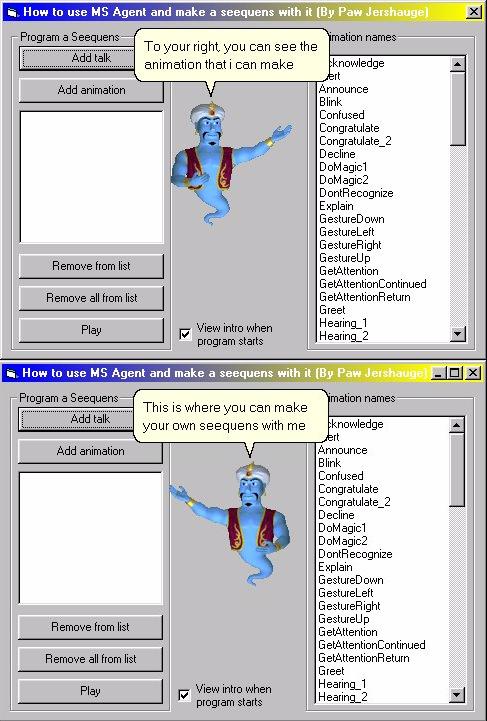 How to use MS Agent and make a seequens with it (By Paw Jershauge)
Program a Seequens
Add talk
Add animation
Remove from list
Remove all from list
Play
To your right, you can see the
animation that i can make
View intro when
program starts
imation names
cknowledge
ert
Announce
Blink
Confused
Congratulate
Congratulate_2
Decline
DoMagic1
DoMagic2
DontRecognize
Explain
GestureDown
GestureLeft
GestureRight
GestureUp
GetAttention
GetAttentionContinued
GetAttentionReturn
Greet
Hearing_1
Hearing_2
How to use MS Agent and make a seequens with it (By Paw Jershauge)
Program a Seequens
Add talk
Add animation
Remove from list
Remove all from list
Play
This is where you can make
your own seequens with me
View intro when
program starts
imation names
cknowledge
ert
Announce
Blink
Confused
Congratulate
Congratulate_2
Decline
DoMagic1
DoMagic2
DontRecognize
Explain
GestureDown
GestureLeft
GestureRight
GestureUp
GetAttention
GetAttentionContinued
GetAttentionReturn
Greet
Hearing_1
Hearing_2